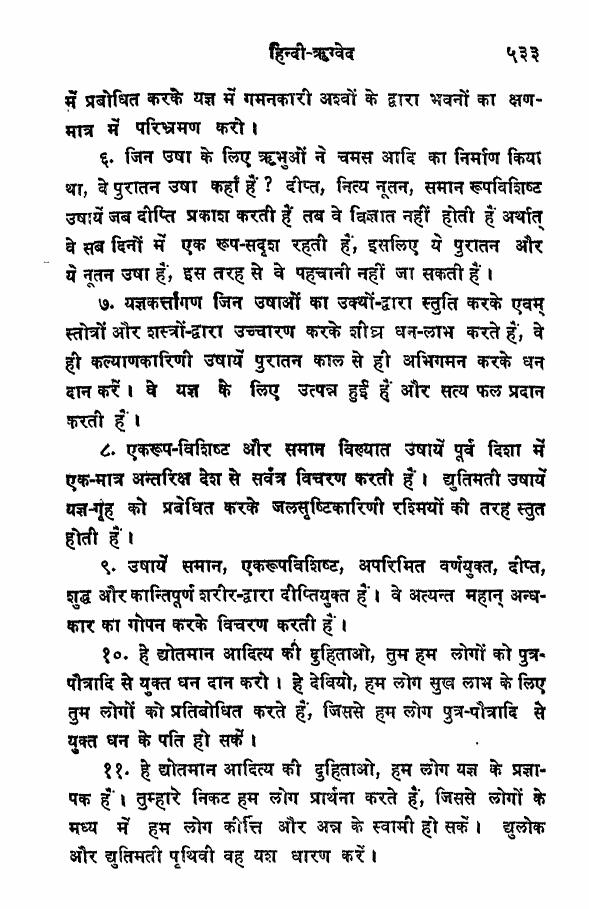 हिन्दी-ऋग्वेद ५३३
में प्रबोधित करके यज्ञ में गमनकारी अश्वों के द्वारा भवनों का क्षण-
मात्र में परिभ्रमण करो।
६. जिन उषा के लिए ऋभुओं ने चमस आदि का निर्माण किया
था, वे पुरातन उषा कहाँ हैं? दीप्त, नित्य नूतन, समान रूपविशिष्ट
उषायें जब दीप्ति प्रकाश करती हैं तब वे विज्ञात नहीं होती हैं अर्थात्
वे सब दिनों में एक रूप-सदृश रहती हैं, इसलिए ये पुरातन और
ये नूतन उषा हैं, इस तरह से वे पहचानी नहीं जा सकती हैं।
७. यज्ञकर्त्तागण जिन उषाओं का उक्थों-द्वारा स्तुति करके एवम्
स्तोत्रों और शस्त्रों-द्वारा उच्चारण करके शीघ्र धन-लाभ करते हैं, वे
ही कल्याणकारिणी उषायें पुरातन काल से ही अभिगमन करके धन
दान करें। वे यज्ञ के लिए उत्पन्न हुई हैं और सत्य फल प्रदान
करती हैं।
८. एकरूप-विशिष्ट और समान विख्यात उषायें पूर्व दिशा में
एक-मात्र अन्तरिक्ष देश से सर्वत्र विचरण करती हैं। द्युतिमती उषायें
यज्ञ-गृह को प्रबोधित करके जलसृष्टिकारिणी रश्मियों की तरह स्तुत
होती हैं।
९. उषायें समान, एकरूपविशिष्ट, अपरिमित वर्णयुक्त, दीप्त,
शुद्ध और कान्तिपूर्ण शरीर-द्वारा दीप्तियुक्त हैं। वे अत्यन्त महान् अन्ध-
कार का गोपन करके विचरण करती हैं।
१०. हे द्योतमान आदित्य की दुहिताओ, तुम हम लोगों को पुत्र-
पौत्रादि से युक्त धन दान करो। हे देवियो, हम लोग सुख लाभ के लिए
तुम लोगों को प्रतिबोधित करते हैं, जिससे हम लोग पुत्र-पौत्रादि से
युक्त धन के पति हो सकें।
११. हे द्योतमान आदित्य की दुहिताओ, हम लोग यज्ञ के प्रज्ञा-
पक हैं। तुम्हारे निकट हम लोग प्रार्थना करते हैं, जिससे लोगों के
मध्य में हम लोग कीर्त्ति और अन्न के स्वामी हो सकें। द्युलोक
और द्युतिमती पृथिवी वह यश धारण करें।